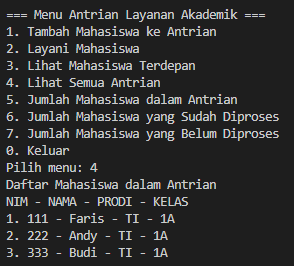 === Menu Antrian Layanan Akademik ===
1. Tambah Mahasiswa ke Antrian
2. Layani Mahasiswa
3. Lihat Mahasiswa Terdepan
4. Lihat Semua Antrian
5. Jumlah Mahasiswa dalam Antrian
6. Jumlah Mahasiswa yang Sudah Diproses
7. Jumlah Mahasiswa yang Belum Diproses
0. Keluar
Pilih menu: 4
Daftar Mahasiswa dalam Antrian
NIM - NAMA - PRODI - KELAS
1. 111 - Faris - TI - 1A
2. 222 - Andy - TI - 1A
3. 333 - Budi - TI - 1A